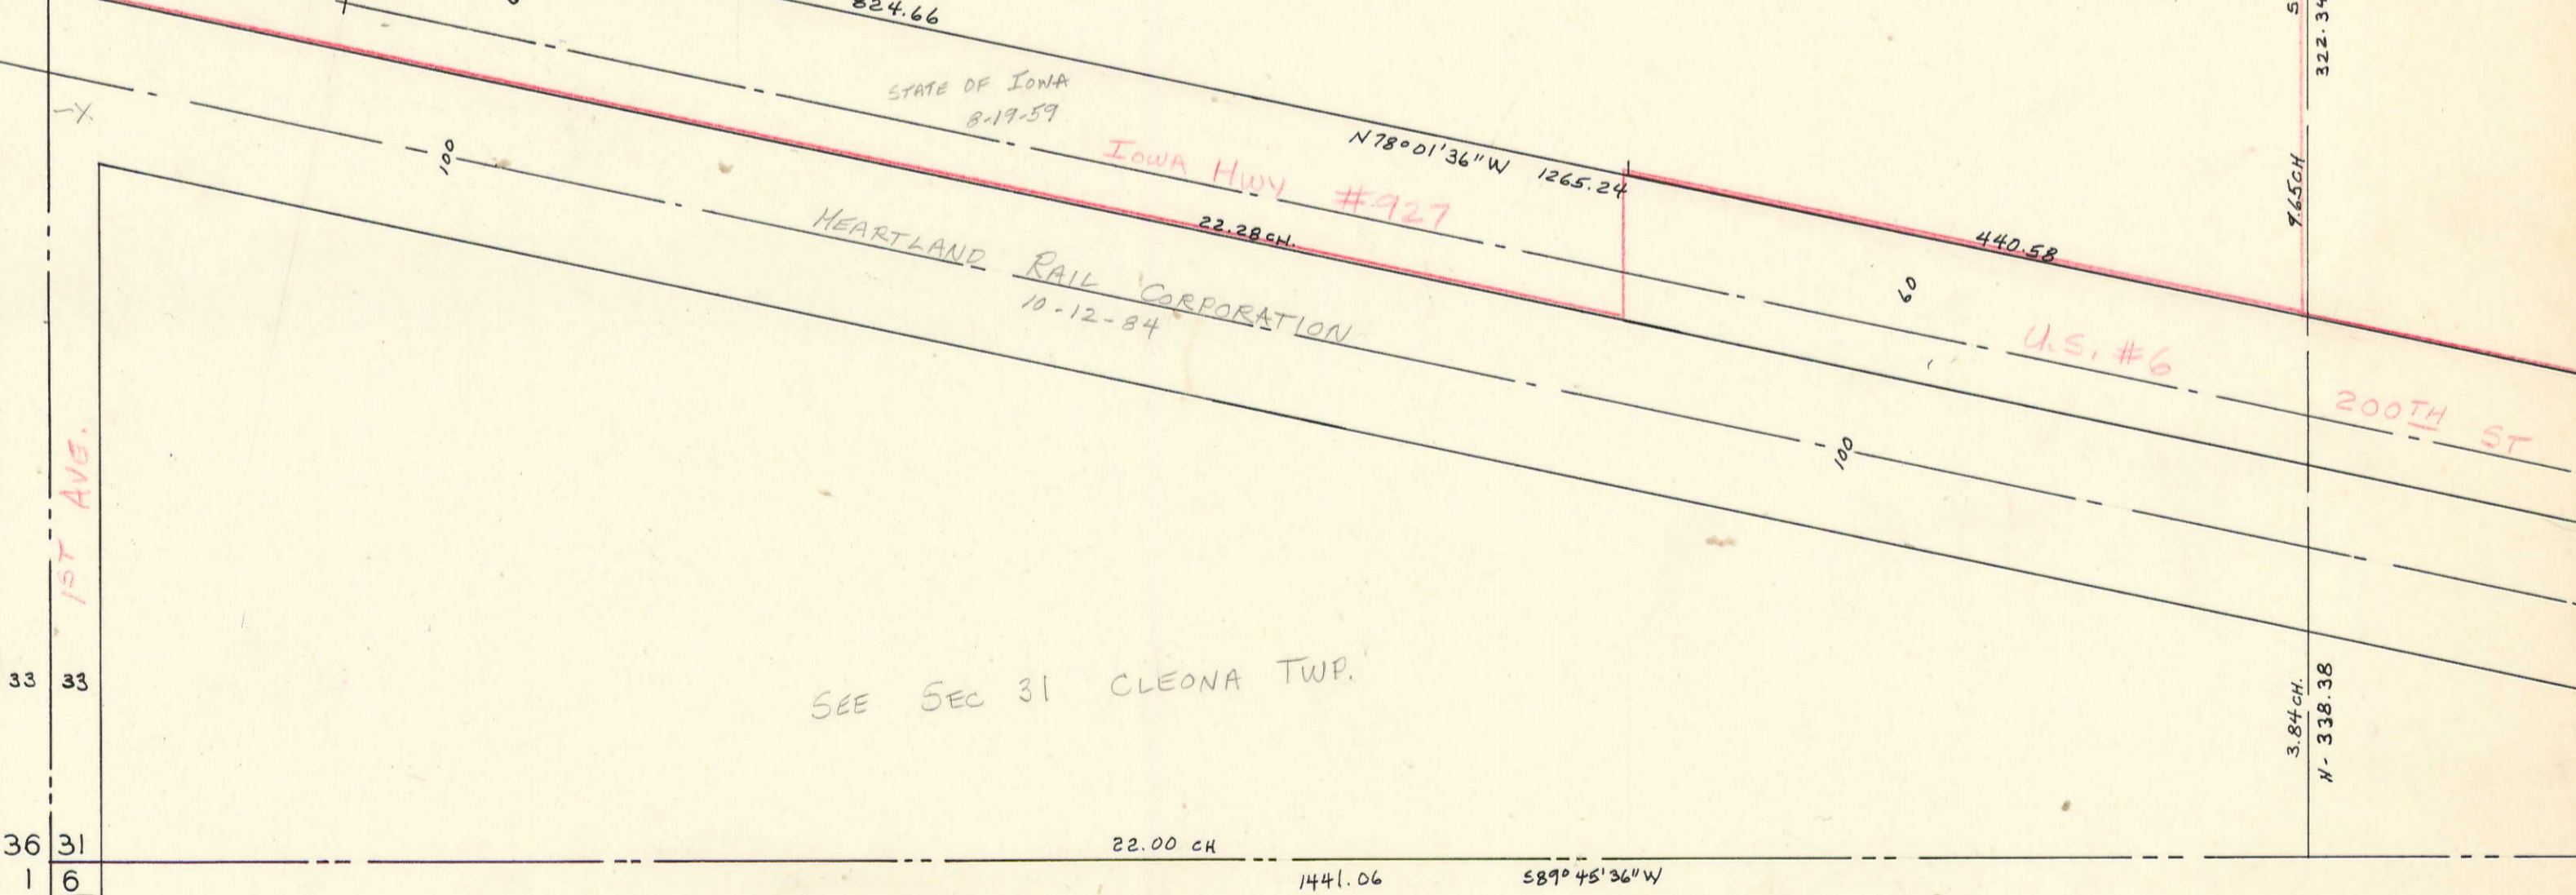 824.66
322.34
STATE OF IOWA
8-19-59
N78°01'36"W 1265.24
IOWA HWY #927
100
9.65CH
HEARTLAND RAIL CORPORATION
10-12-84
22.28 CH.
440.58
60
U.S. #6
200TH ST
100
1ST AVE.
33 33
SEE SEC 31 CLEONA TWP.
3.84 CH.
N- 338.38
36 31
22.00 CH
1 6
1441.06 S89°45'36"W